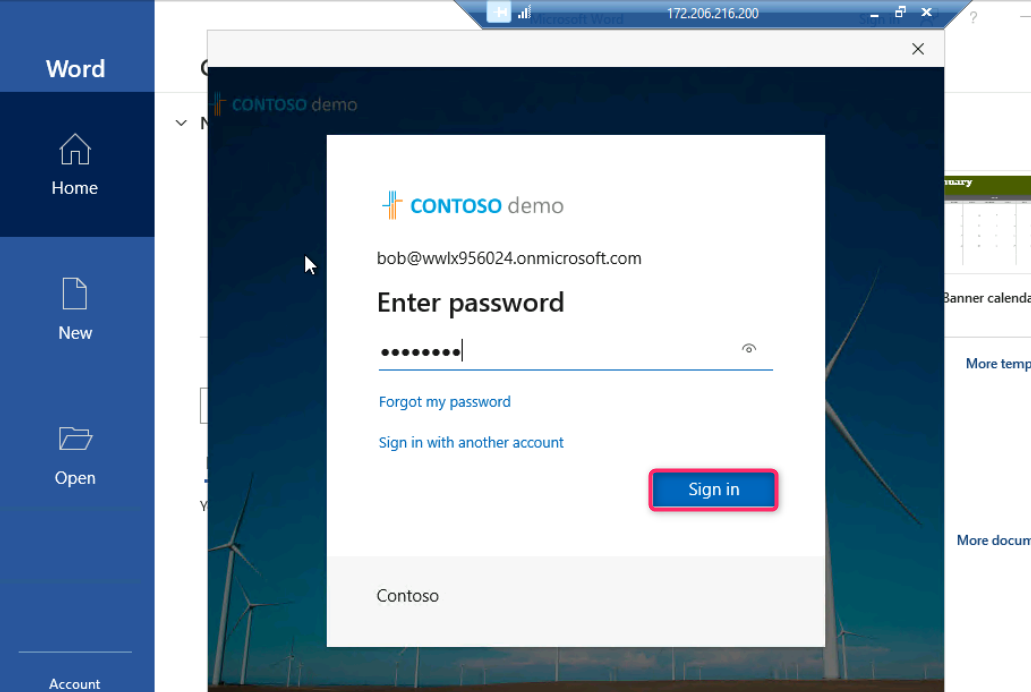 Microsoft Word
172.206.216.200
Sign in
?
Word
Home
New
Open
Account
CONTOSO demo
CONTOSO demo
bob@wwlx956024.onmicrosoft.com
Enter password
••••••••
Forgot my password
Sign in with another account
Sign in
Contoso
Banner calenda
More temp
More docum